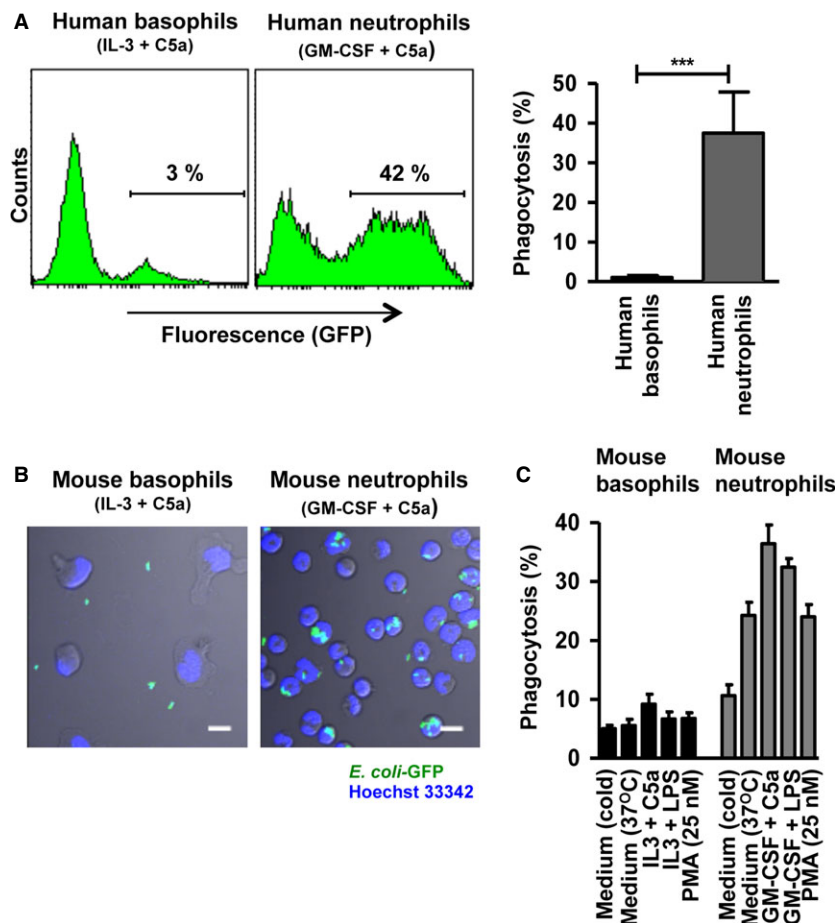 A
Human basophils
(IL-3 + C5a)
Human neutrophils
(GM-CSF + C5a)
Counts
3 %
42 %
Fluorescence (GFP)
***
Phagocytosis (%)
50
40
30
20
10
0
Human
basophils
Human
neutrophils
B
Mouse basophils
(IL-3 + C5a)
Mouse neutrophils
(GM-CSF + C5a)
E. coli-GFP
Hoechst 33342
C
Mouse
basophils
Mouse
neutrophils
Phagocytosis (%)
40
30
20
10
0
Medium (cold)
Medium (37°C)
IL3 + C5a
IL3 + LPS
PMA (25 nM)
Medium (cold)
Medium (37°C)
GM-CSF + C5a
GM-CSF + LPS
PMA (25 nM)